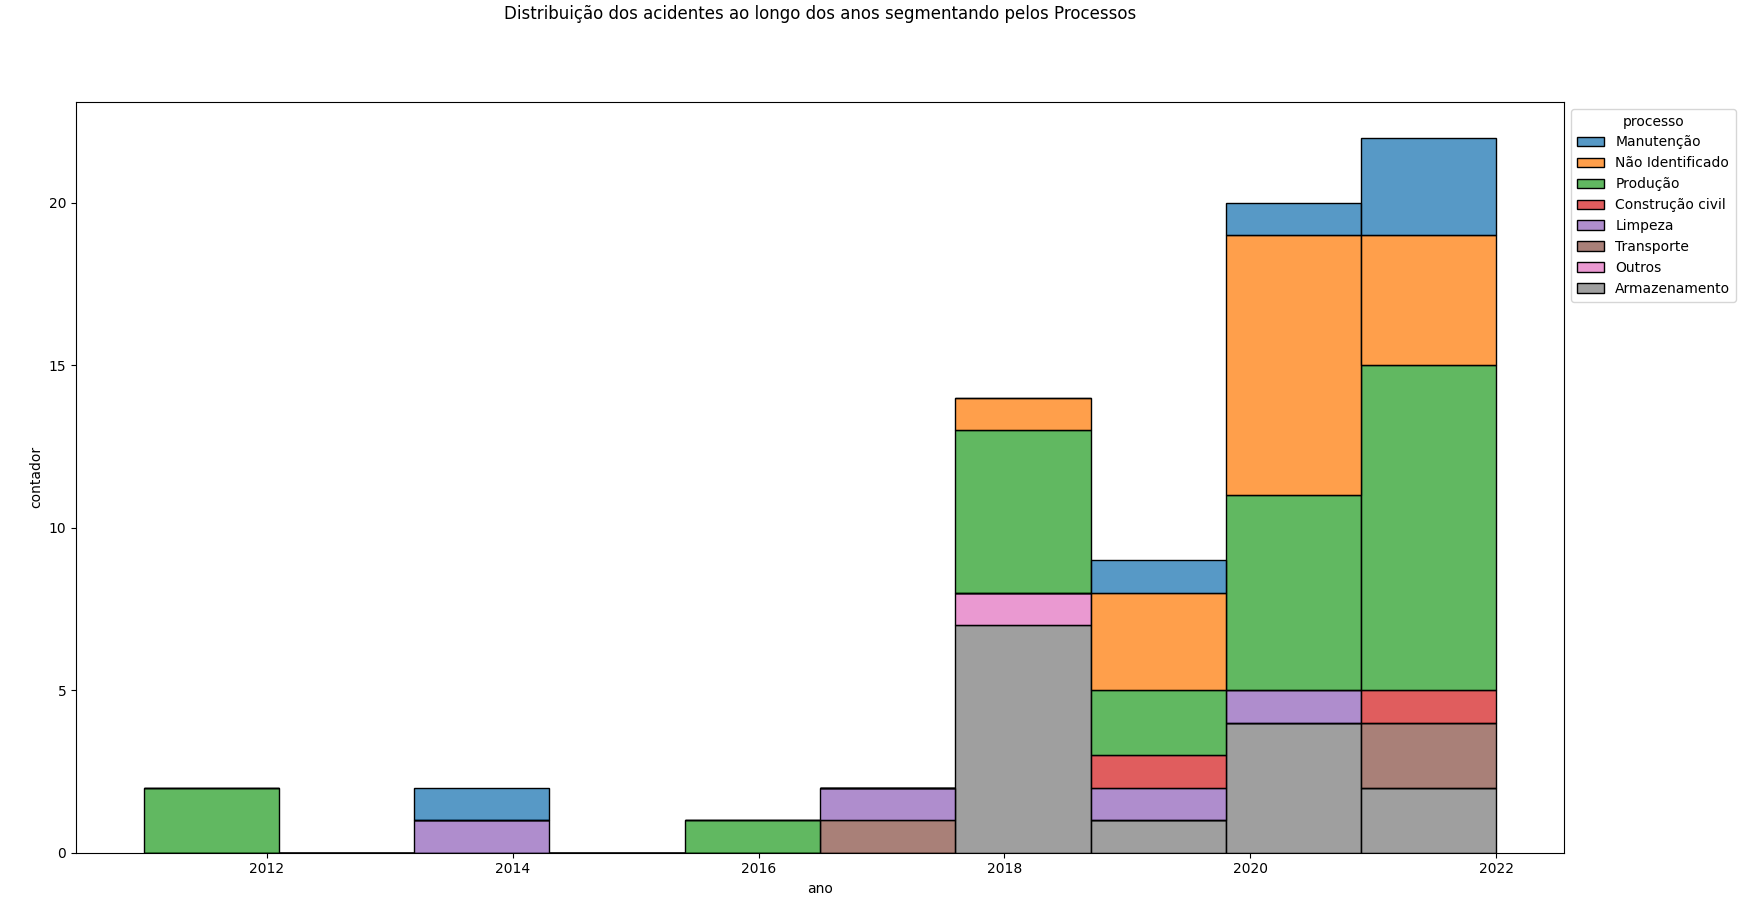 Distribuição dos acidentes ao longo dos anos segmentando pelos Processos
processo
Manutenção
Não Identificado
Produção
Construção civil
Limpeza
Transporte
Outros
Armazenamento
20
15
10
5
0
contador
2012 2014 2016 2018 2020 2022
ano